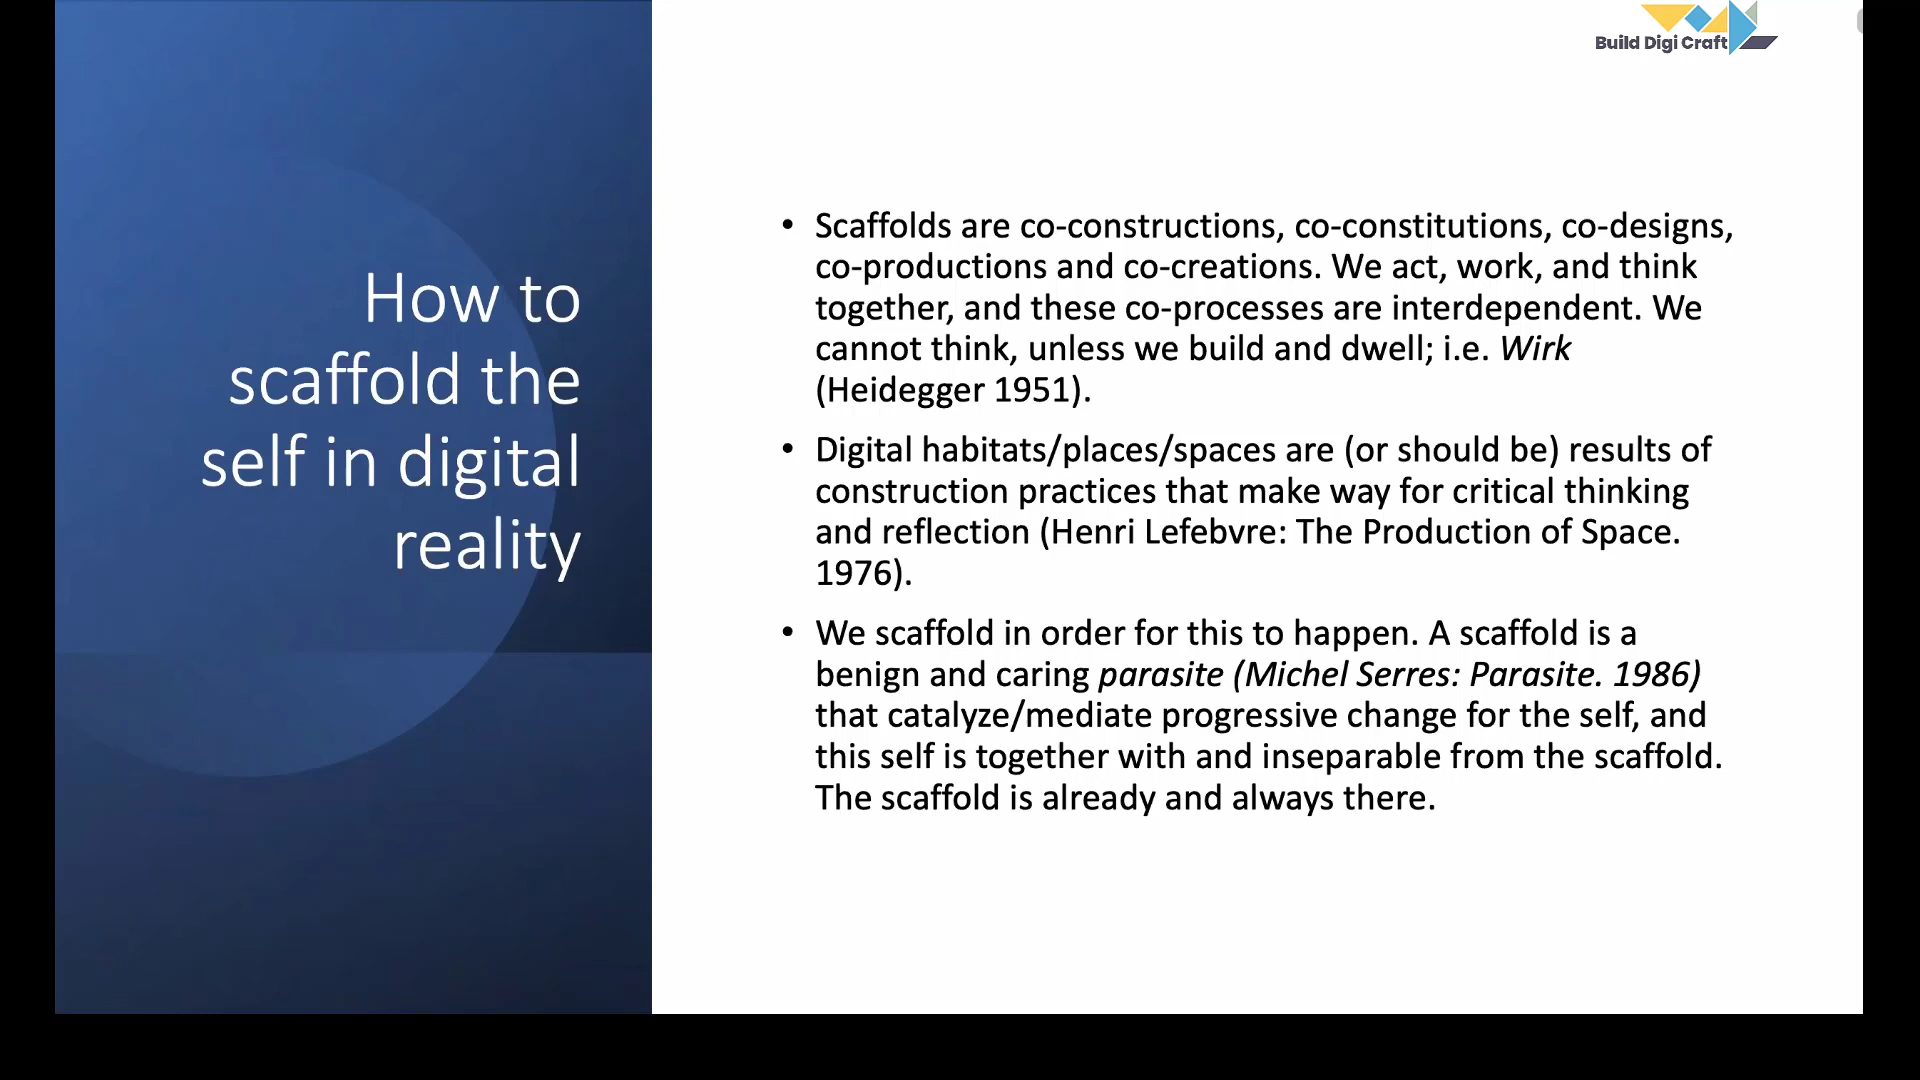 Build Digi Craft
How to
scaffold the
self in digital
reality
• Scaffolds are co-constructions, co-constitutions, co-designs,
co-productions and co-creations. We act, work, and think
together, and these co-processes are interdependent. We
cannot think, unless we build and dwell; i.e. Wirk
(Heidegger 1951).
• Digital habitats/places/spaces are (or should be) results of
construction practices that make way for critical thinking
and reflection (Henri Lefebvre: The Production of Space.
1976).
• We scaffold in order for this to happen. A scaffold is a
benign and caring parasite (Michel Serres: Parasite. 1986)
that catalyze/mediate progressive change for the self, and
this self is together with and inseparable from the scaffold.
The scaffold is already and always there.